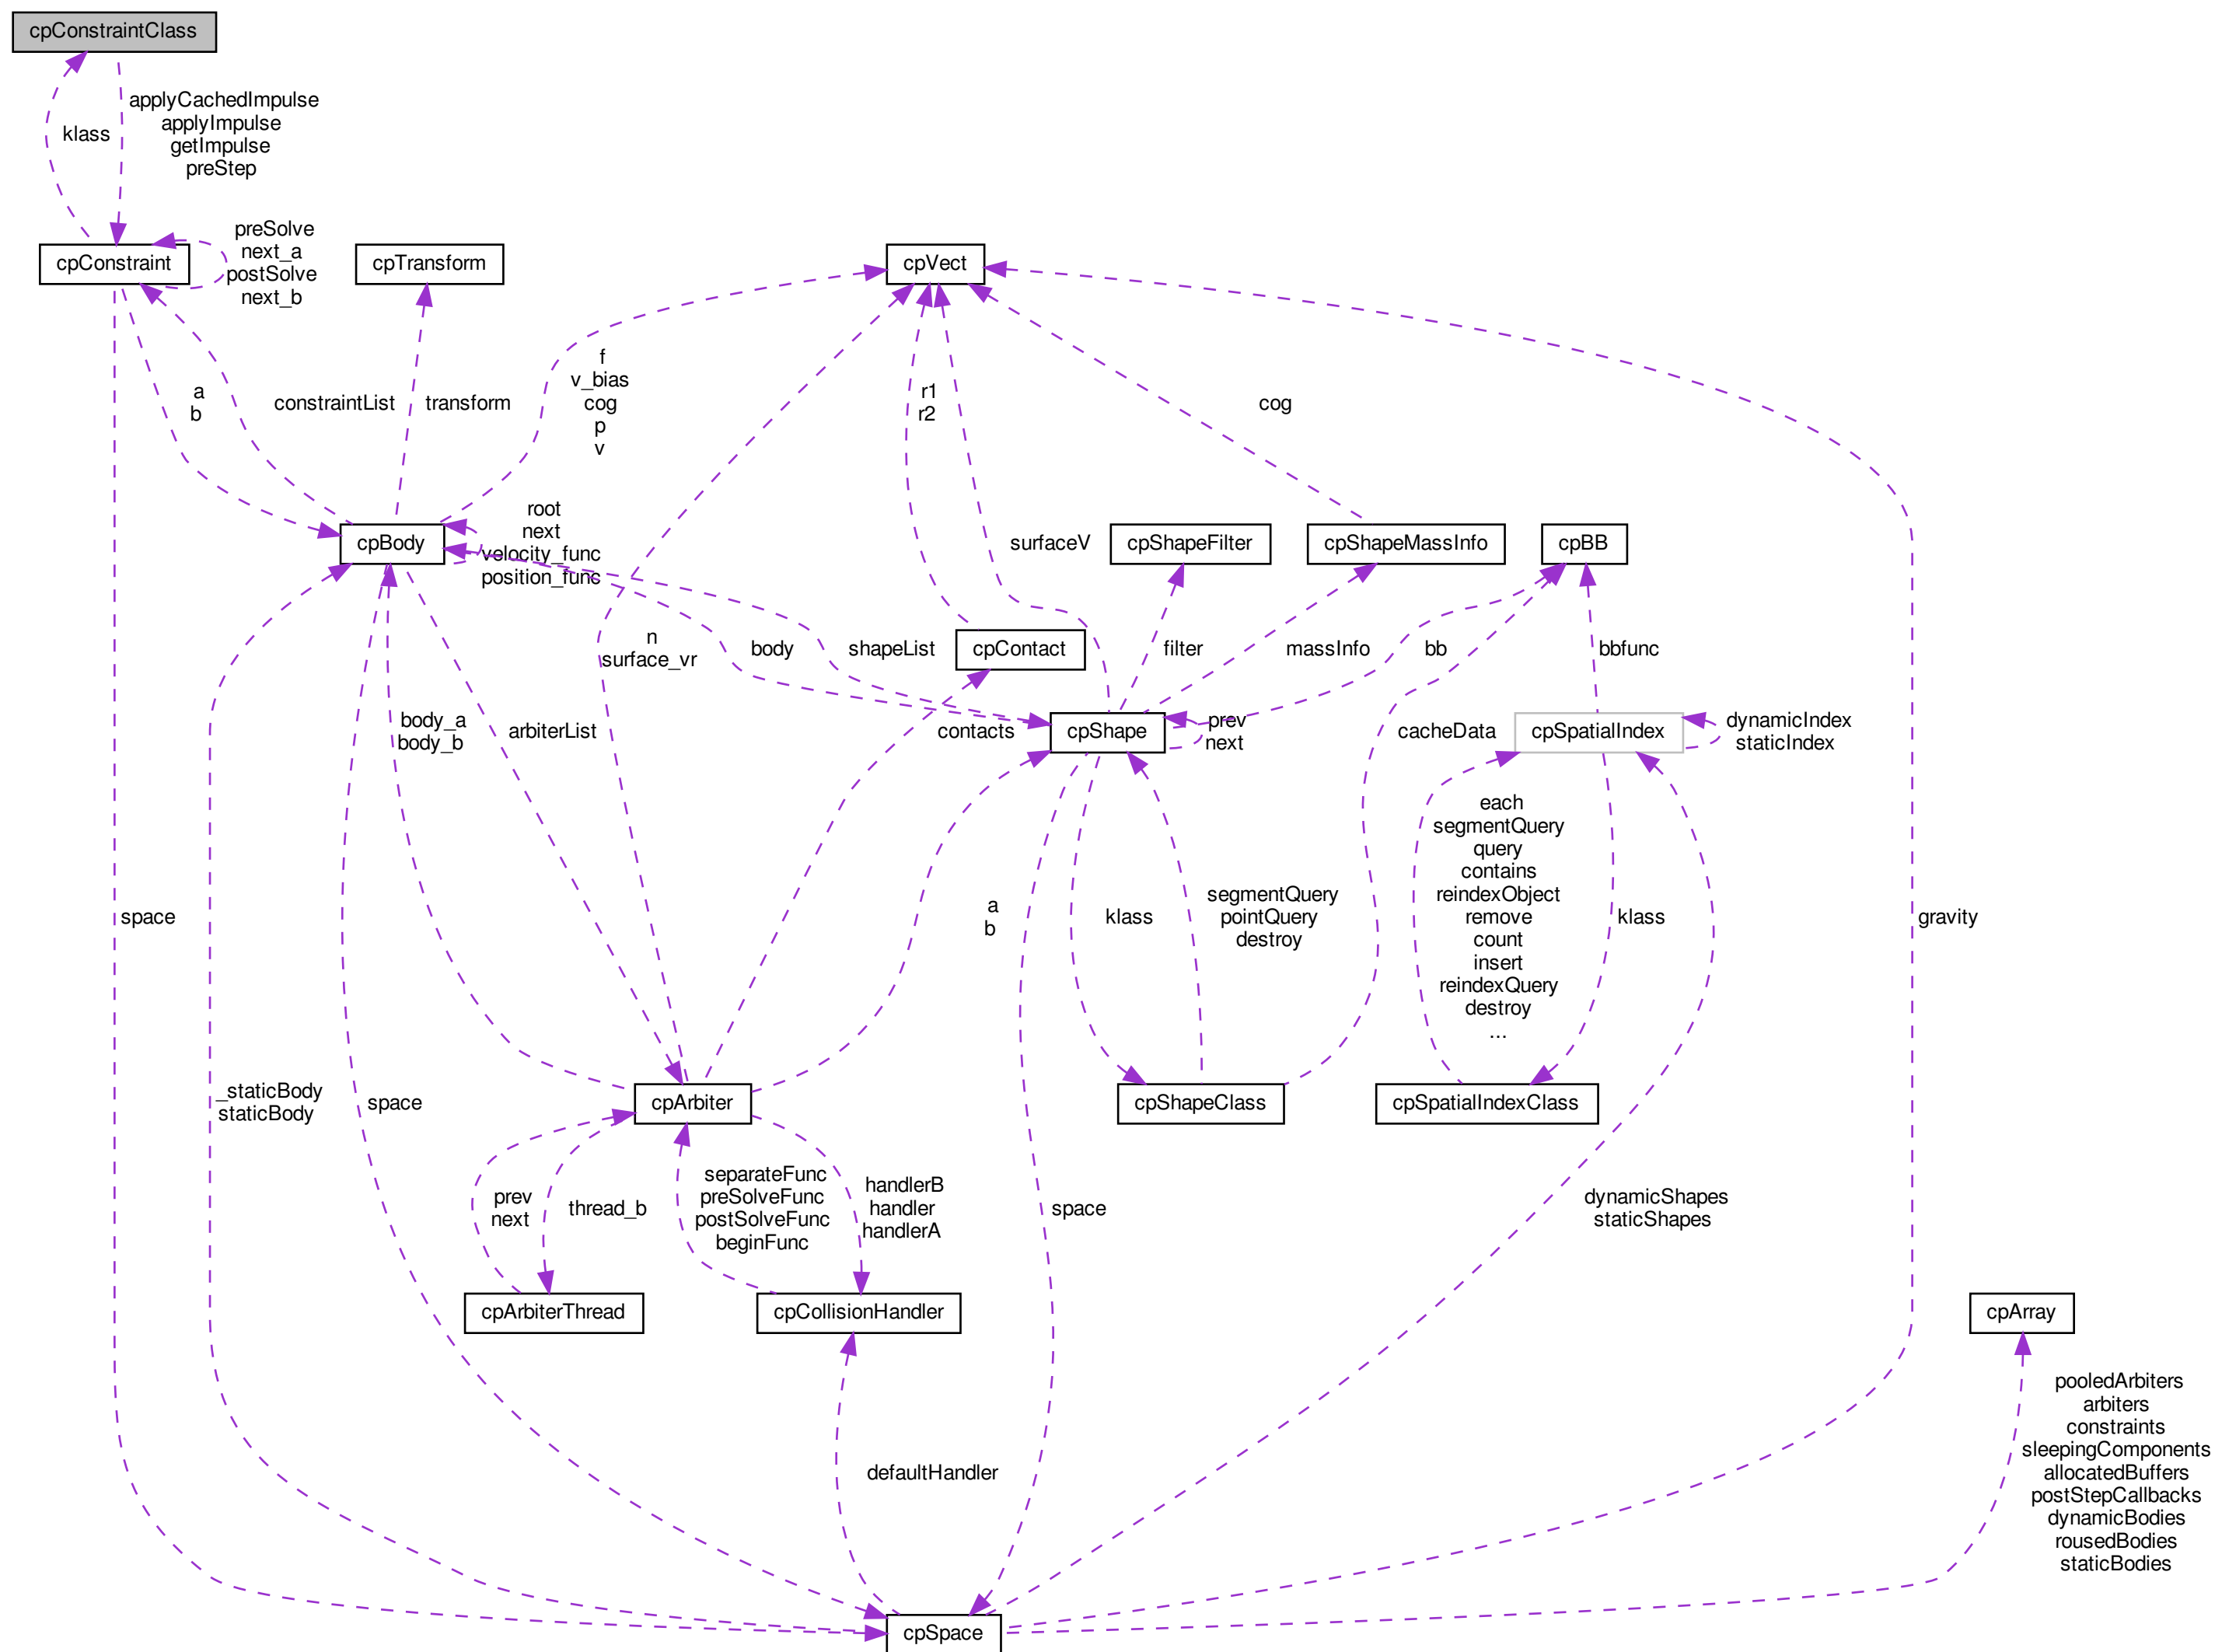 cpConstraintClass
klass
applyCachedImpulse
applyImpulse
getImpulse
preStep
cpConstraint
preSolve
next_a
postSolve
next_b
cpTransform
cpVect
a
b
constraintList
transform
f
v_bias
cog
p
v
r1
r2
cog
cpBody
root
next
velocity_func
position_func
surfaceV
cpShapeFilter
cpShapeMassInfo
cpBB
n
surface_vr
body
shapeList
cpContact
filter
massInfo
bb
bbfunc
body_a
body_b
arbiterList
contacts
cpShape
prev
next
cacheData
cpSpatialIndex
dynamicIndex
staticIndex
space
a
b
klass
segmentQuery
pointQuery
destroy
each
segmentQuery
query
contains
reindexObject
remove
count
insert
reindexQuery
destroy
...
klass
gravity
_staticBody
staticBody
space
cpArbiter
cpShapeClass
cpSpatialIndexClass
prev
next
thread_b
separateFunc
preSolveFunc
postSolveFunc
beginFunc
handlerB
handler
handlerA
space
dynamicShapes
staticShapes
cpArbiterThread
cpCollisionHandler
cpArray
defaultHandler
pooledArbiters
arbiters
constraints
sleepingComponents
allocatedBuffers
postStepCallbacks
dynamicBodies
rousedBodies
staticBodies
cpSpace